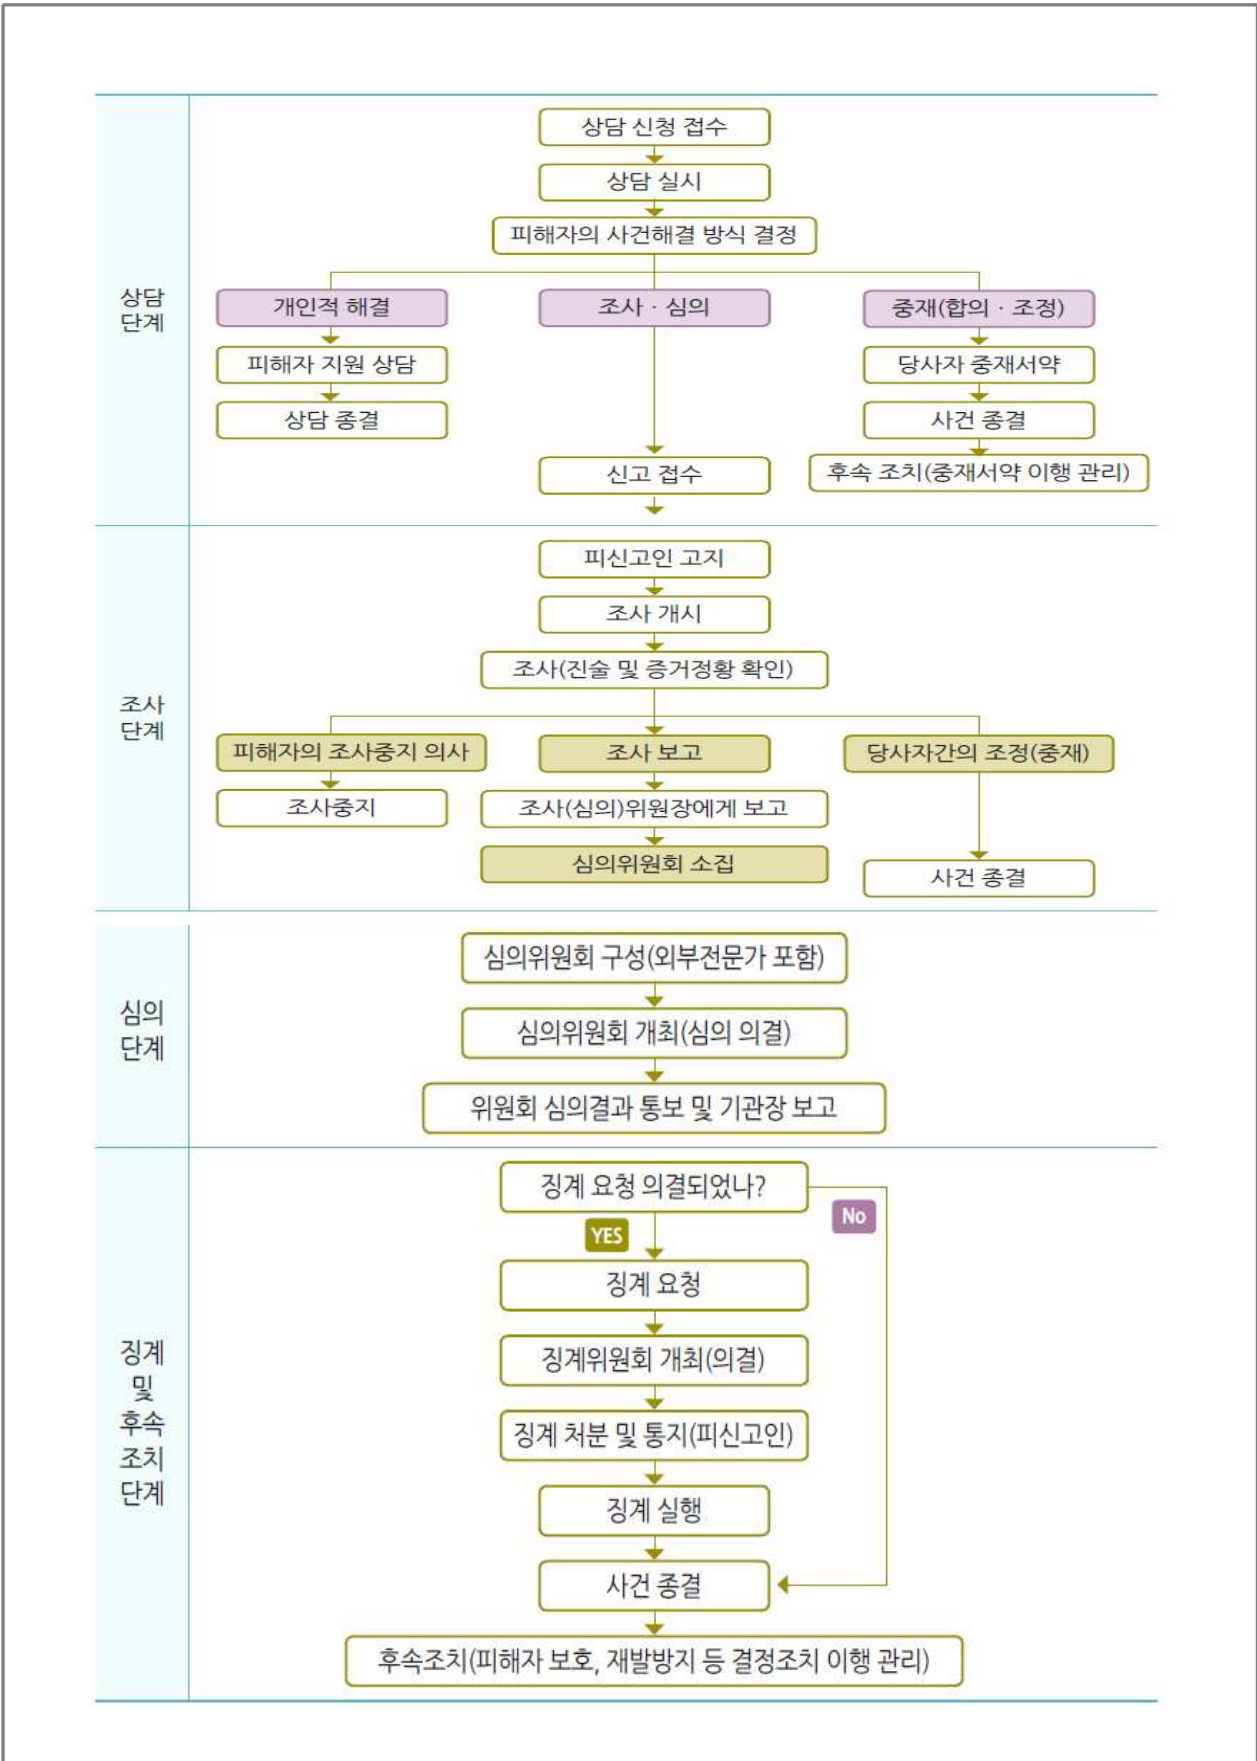 상담
단계
상담 신청 접수
상담 실시
피해자의 사건해결 방식 결정
개인적 해결
조사 · 심의
중재(합의 · 조정)
피해자 지원 상담
당사자 중재서약
상담 종결
사건 종결
신고 접수
후속 조치(중재서약 이행 관리)
조사
단계
피신고인 고지
조사 개시
조사(진술 및 증거정황 확인)
피해자의 조사중지 의사
조사 보고
당사자간의 조정(중재)
조사중지
조사(심의)위원장에게 보고
심의위원회 소집
사건 종결
심의
단계
심의위원회 구성(외부전문가 포함)
심의위원회 개최(심의 의결)
위원회 심의결과 통보 및 기관장 보고
징계
및
후속
조치
단계
징계 요청 의결되었나?
No
YES
징계 요청
징계위원회 개최(의결)
징계 처분 및 통지(피신고인)
징계 실행
사건 종결
후속조치(피해자 보호, 재발방지 등 결정조치 이행 관리)